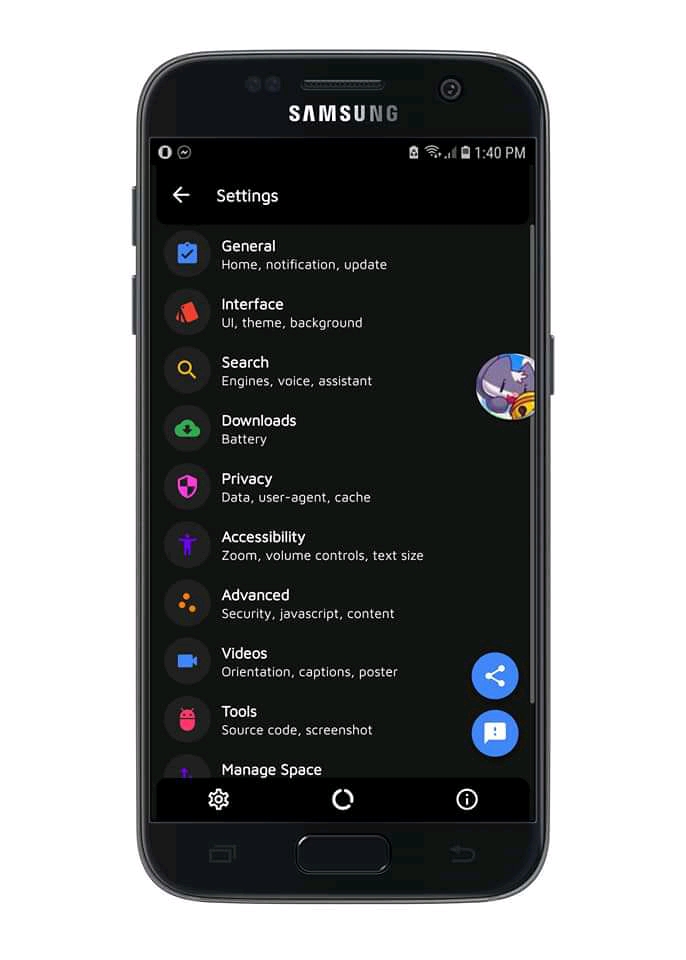 SAMSUNG
1:40 PM
Settings
General
Home, notification, update
Interface
UI, theme, background
Search
Engines, voice, assistant
Downloads
Battery
Privacy
Data, user-agent, cache
Accessibility
Zoom, volume controls, text size
Advanced
Security, javascript, content
Videos
Orientation, captions, poster
Tools
Source code, screenshot
Manage Space